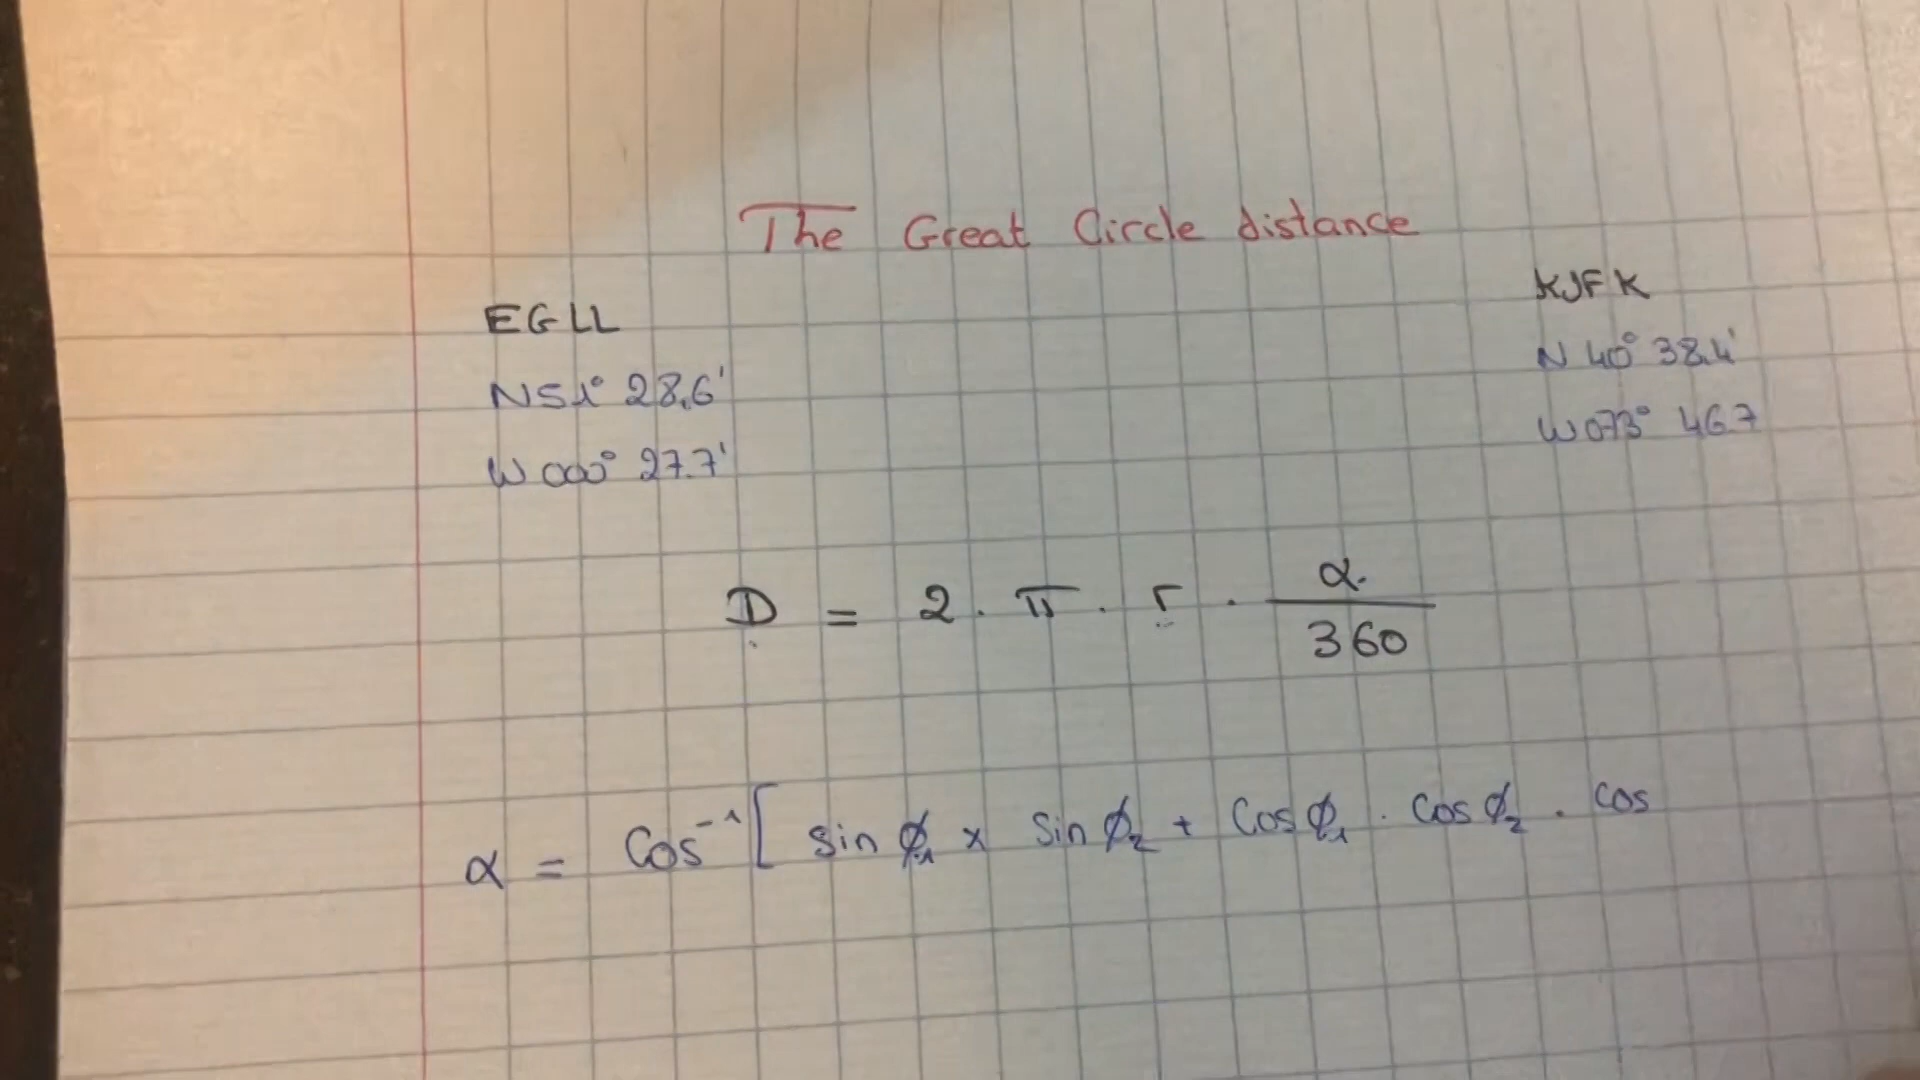 The Great Circle distance
EGLL
N51° 28.6'
W 000° 27.7'
KJFK
N 40° 38.4'
W073° 46.7
D = 2 . π . r . α / 360
α = Cos⁻¹[ sin ϕ₁ x Sin ϕ₂ + Cos ϕ₁ . Cos ϕ₂ . Cos